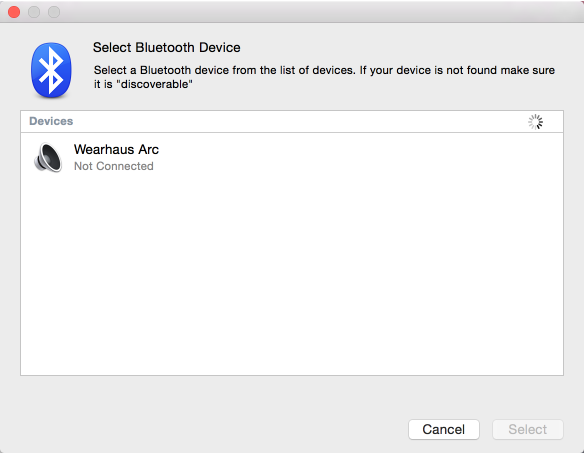 Select Bluetooth Device
Select a Bluetooth device from the list of devices. If your device is not found make sure
it is "discoverable"
Devices
Wearhaus Arc
Not Connected
Cancel
Select